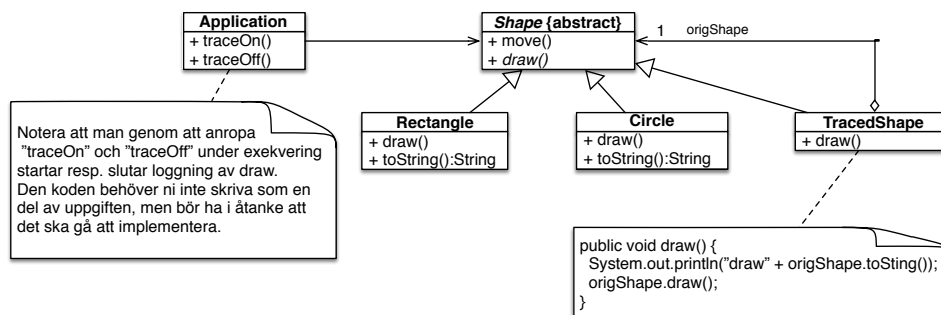 Application
+ traceOn()
+ traceOff()
Shape {abstract}
+ move()
+ draw()
1
origShape
Rectangle
+ draw()
+ toString():String
Circle
+ draw()
+ toString():String
TracedShape
+ draw()
Notera att man genom att anropa
”traceOn” och ”traceOff” under exekvering
startar resp. slutar loggning av draw.
Den koden behöver ni inte skriva som en
del av uppgiften, men bör ha i åtanke att
det ska gå att implementera.
public void draw() {
System.out.println(”draw” + origShape.toSting());
origShape.draw();
}